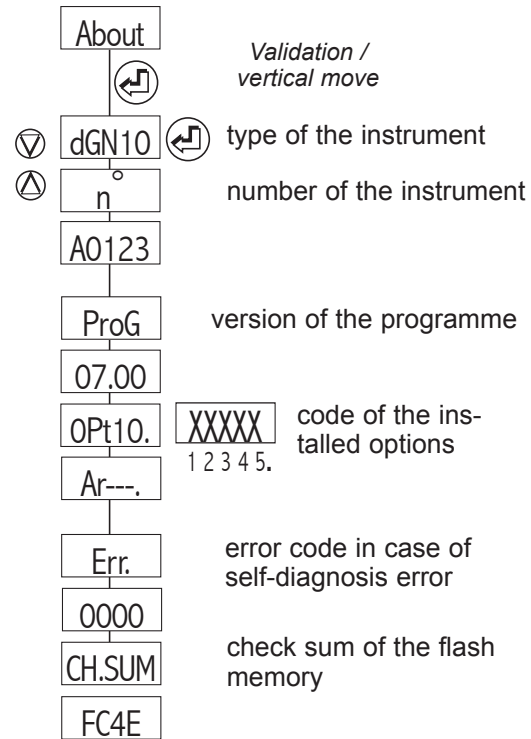 About
Validation /
vertical move
dGN10
type of the instrument
n°
number of the instrument
A0123
ProG
version of the programme
07.00
OPt10.
XXXXX
1 2 3 4 5.
code of the ins-
talled options
Ar---.
Err.
error code in case of
self-diagnosis error
0000
CH.SUM
check sum of the flash
memory
FC4E